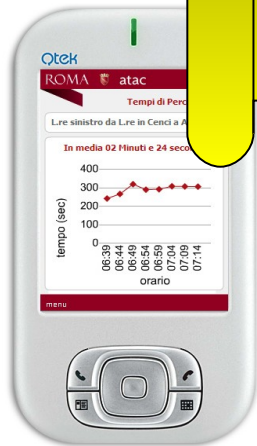 Qtek
ROMA atac
Tempi di
L.re sinistro da L.re in Cenci a
In media 02 Minuti e 24
400
300
200
100
0
tempo (sec)
06:39
06:44
06:49
06:54
06:59
07:04
07:09
07:14
orario
menu